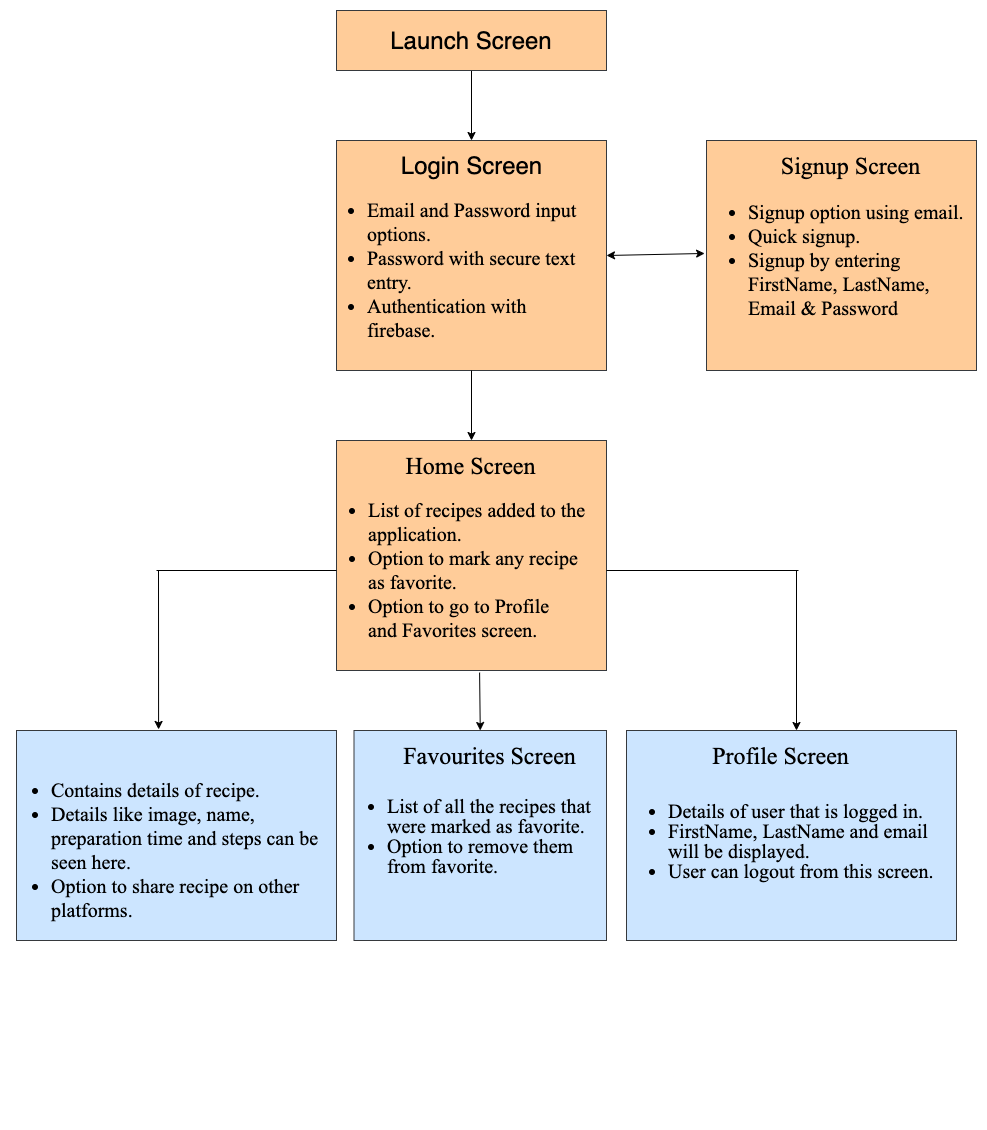 Launch Screen
Login Screen
• Email and Password input
options.
• Password with secure text
entry.
• Authentication with
firebase.
Signup Screen
• Signup option using email.
• Quick signup.
• Signup by entering
FirstName, LastName,
Email & Password
Home Screen
• List of recipes added to the
application.
• Option to mark any recipe
as favorite.
• Option to go to Profile
and Favorites screen.
• Contains details of recipe.
• Details like image, name,
preparation time and steps can be
seen here.
• Option to share recipe on other
platforms.
Favourites Screen
• List of all the recipes that
were marked as favorite.
• Option to remove them
from favorite.
Profile Screen
• Details of user that is logged in.
• FirstName, LastName and email
will be displayed.
• User can logout from this screen.